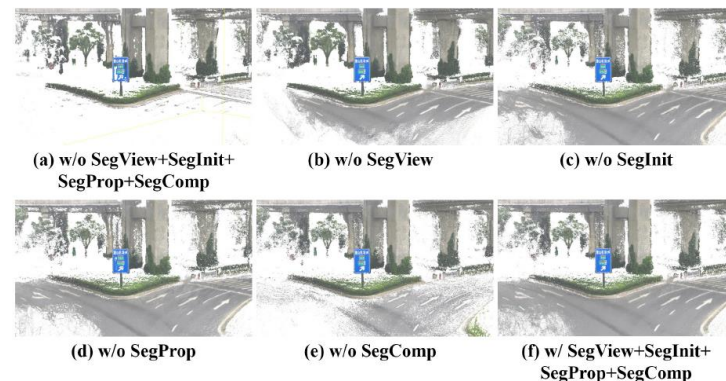 (a) w/o SegView+SegInit+
SegProp+SegComp
(b) w/o SegView
(c) w/o SegInit
(d) w/o SegProp
(e) w/o SegComp
(f) w/ SegView+SegInit+
SegProp+SegComp